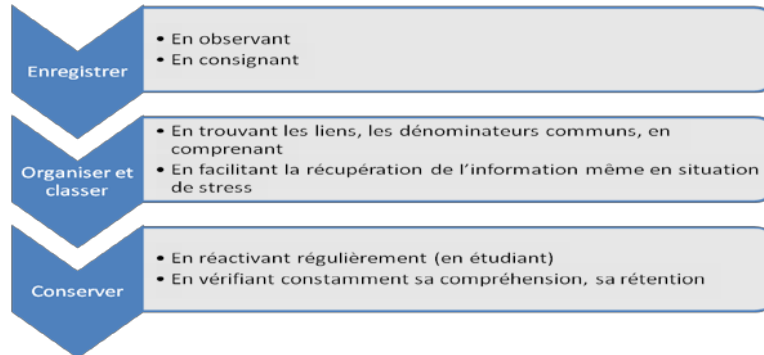 Enregistrer
• En observant
• En consignant
Organiser et
classer
• En trouvant les liens, les dénominateurs communs, en
comprenant
• En facilitant la récupération de l'information même en situation
de stress
Conserver
• En réactivant régulièrement (en étudiant)
• En vérifiant constamment sa compréhension, sa rétention